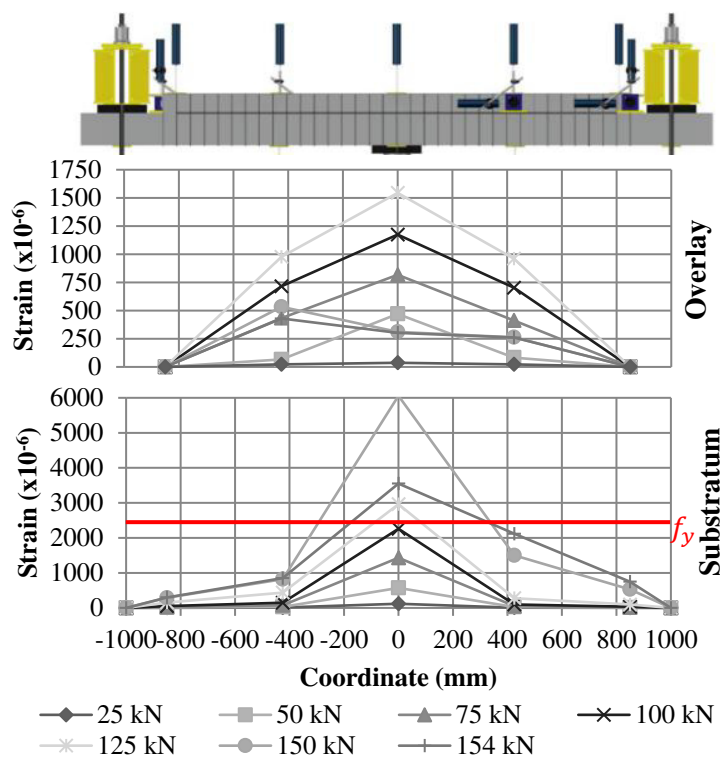 1750
1500
1250
1000
750
500
250
0
Strain (x10⁻⁶)
Overlay
6000
5000
4000
3000
2000
1000
0
Strain (x10⁻⁶)
f_y
Substratum
-1000 -800 -600 -400 -200 0 200 400 600 800 1000
Coordinate (mm)
25 kN 50 kN 75 kN 100 kN
125 kN 150 kN 154 kN